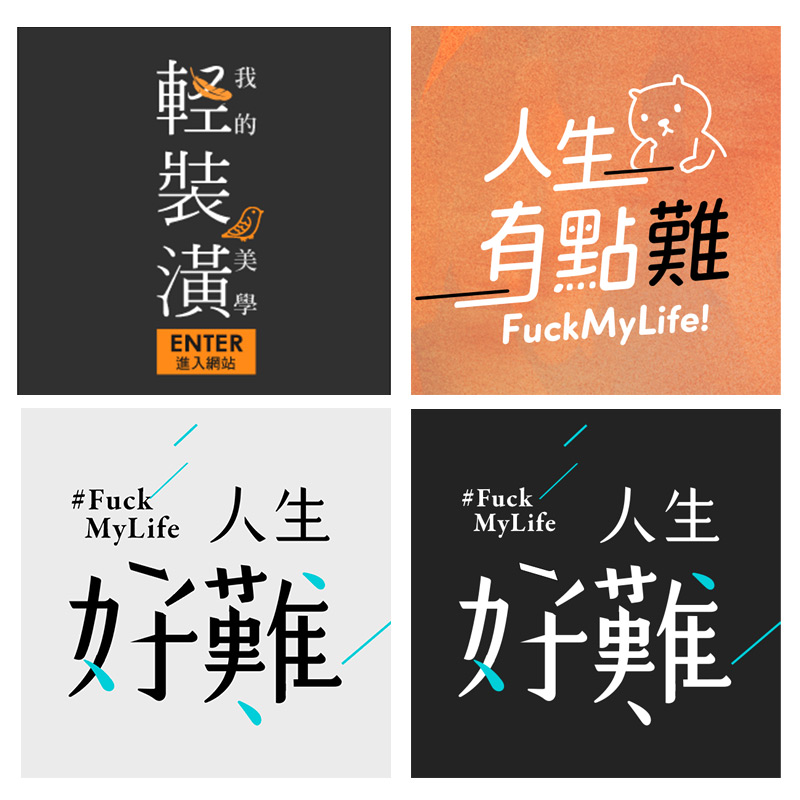 我的
輕裝潢
美學
ENTER
進入網站
人生
有點難
FuckMyLife!
#Fuck
MyLife
人生
好難
#Fuck
MyLife
人生
好難